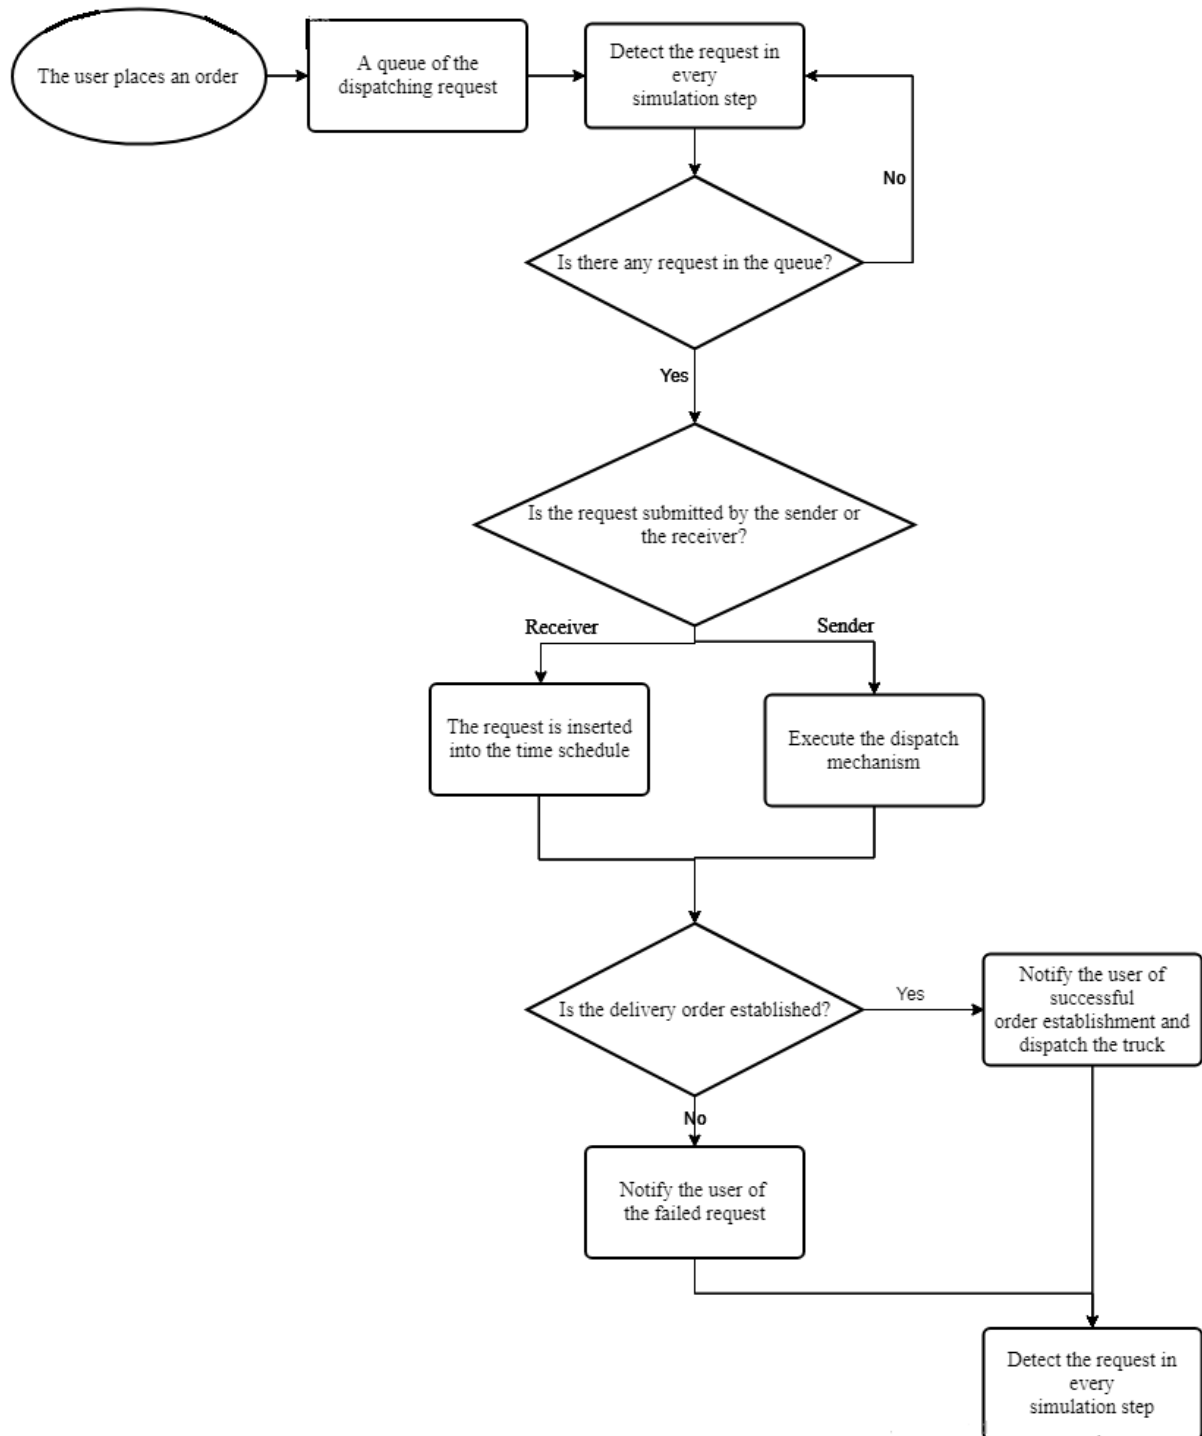 The user places an order
A queue of the
dispatching request
Detect the request in
every
simulation step
No
Is there any request in the queue?
Yes
Is the request submitted by the sender or
the receiver?
Receiver
Sender
The request is inserted
into the time schedule
Execute the dispatch
mechanism
Is the delivery order established?
Yes
Notify the user of
successful
order establishment and
dispatch the truck
No
Notify the user of
the failed request
Detect the request in
every
simulation step